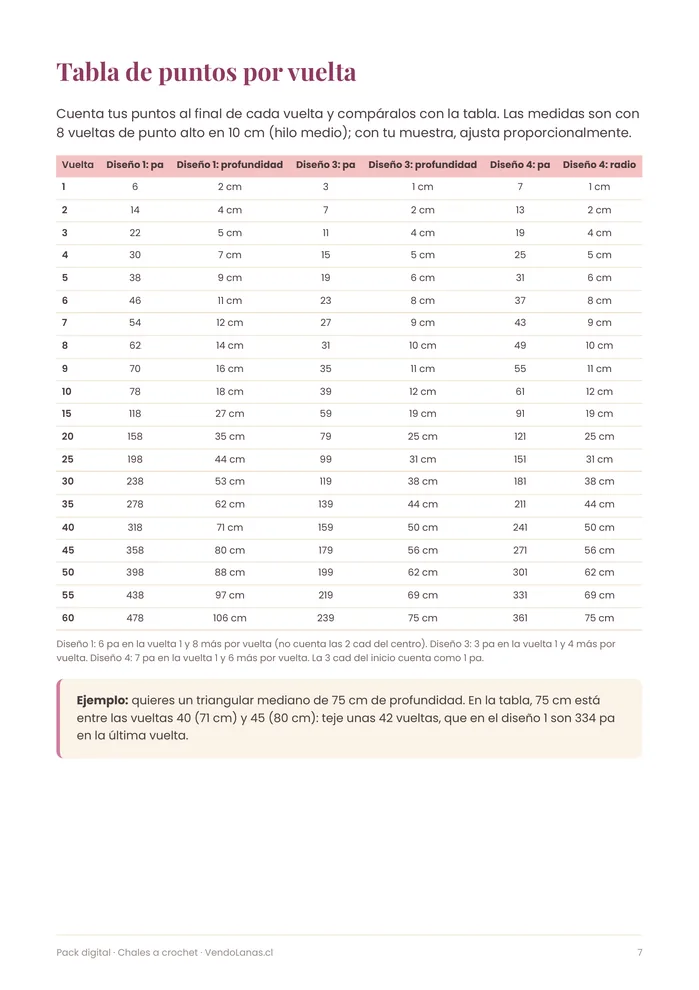 Tabla de puntos por vuelta
Cuenta tus puntos al final de cada vuelta y compáralos con la tabla. Las medidas son con
8 vueltas de punto alto en 10 cm (hilo medio); con tu muestra, ajusta proporcionalmente.
Vuelta Diseño 1: pa Diseño 1: profundidad Diseño 3: pa Diseño 3: profundidad Diseño 4: pa Diseño 4: radio
1 6 2 cm 3 1 cm 7 1 cm
2 14 4 cm 7 2 cm 13 2 cm
3 22 5 cm 11 4 cm 19 4 cm
4 30 7 cm 15 5 cm 25 5 cm
5 38 9 cm 19 6 cm 31 6 cm
6 46 11 cm 23 8 cm 37 8 cm
7 54 12 cm 27 9 cm 43 9 cm
8 62 14 cm 31 10 cm 49 10 cm
9 70 16 cm 35 11 cm 55 11 cm
10 78 18 cm 39 12 cm 61 12 cm
15 118 27 cm 59 19 cm 91 19 cm
20 158 35 cm 79 25 cm 121 25 cm
25 198 44 cm 99 31 cm 151 31 cm
30 238 53 cm 119 38 cm 181 38 cm
35 278 62 cm 139 44 cm 211 44 cm
40 318 71 cm 159 50 cm 241 50 cm
45 358 80 cm 179 56 cm 271 56 cm
50 398 88 cm 199 62 cm 301 62 cm
55 438 97 cm 219 69 cm 331 69 cm
60 478 106 cm 239 75 cm 361 75 cm
Diseño 1: 6 pa en la vuelta 1 y 8 más por vuelta (no cuenta las 2 cad del centro). Diseño 3: 3 pa en la vuelta 1 y 4 más por
vuelta. Diseño 4: 7 pa en la vuelta 1 y 6 más por vuelta. La 3 cad del inicio cuenta como 1 pa.
Ejemplo: quieres un triangular mediano de 75 cm de profundidad. En la tabla, 75 cm está
entre las vueltas 40 (71 cm) y 45 (80 cm): teje unas 42 vueltas, que en el diseño 1 son 334 pa
en la última vuelta.
Pack digital · Chales a crochet · VendoLanas.cl 7